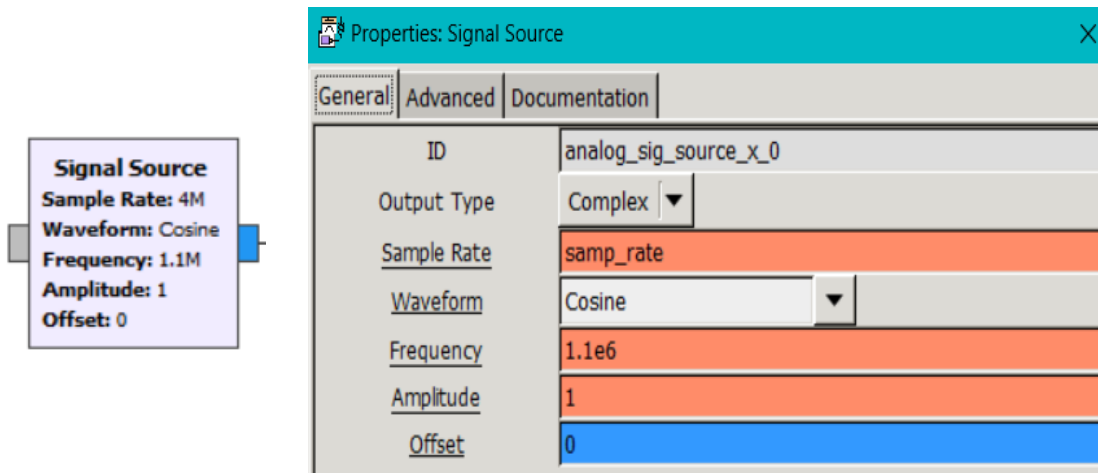 Signal Source
Sample Rate: 4M
Waveform: Cosine
Frequency: 1.1M
Amplitude: 1
Offset: 0
Properties: Signal Source
General Advanced Documentation
ID analog_sig_source_x_0
Output Type Complex
Sample Rate samp_rate
Waveform Cosine
Frequency 1.1e6
Amplitude 1
Offset 0